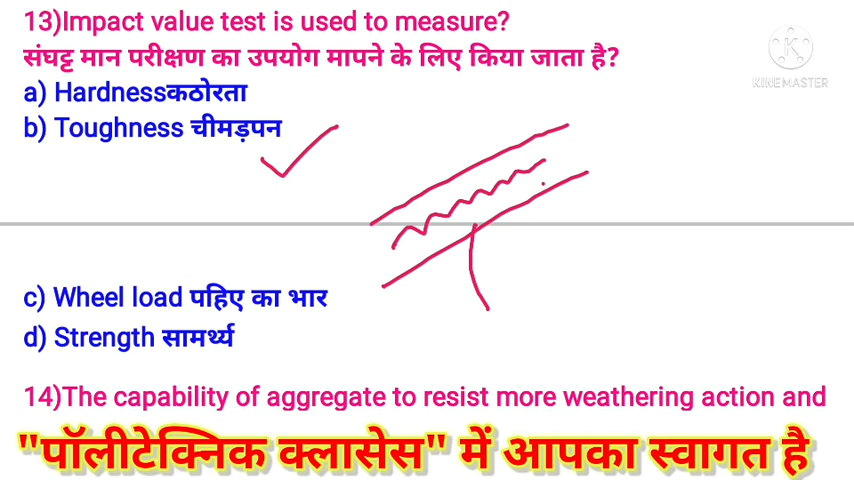 13)Impact value test is used to measure?
संघट्ट मान परीक्षण का उपयोग मापने के लिए किया जाता है?
a) Hardnessकठोरता
b) Toughness चीमड़पन
c) Wheel load पहिए का भार
d) Strength सामर्थ्य
14)The capability of aggregate to resist more weathering action and
"पॉलीटेक्निक क्लासेस" में आपका स्वागत है
K
KINEMASTER